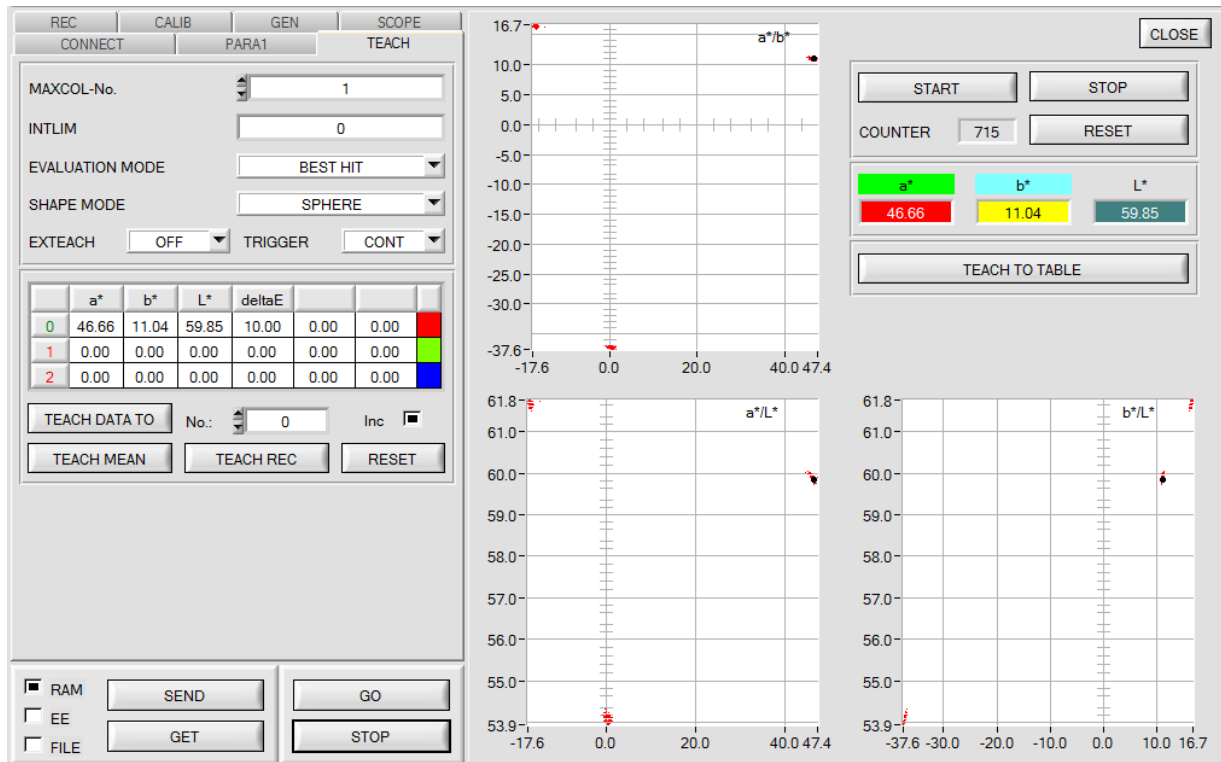 REC CALIB GEN SCOPE
CONNECT PARA1 TEACH
MAXCOL-No. 1
INTLIM 0
EVALUATION MODE BEST HIT
SHAPE MODE SPHERE
EXTEACH OFF TRIGGER CONT
a* b* L* deltaE
0 46.66 11.04 59.85 10.00 0.00 0.00
1 0.00 0.00 0.00 0.00 0.00 0.00
2 0.00 0.00 0.00 0.00 0.00 0.00
TEACH DATA TO No.: 0 Inc
TEACH MEAN TEACH REC RESET
RAM
EE
FILE
SEND
GET
GO
STOP
a*/b*
16.7
10.0
5.0
0.0
-5.0
-10.0
-15.0
-20.0
-25.0
-30.0
-37.6
-17.6 0.0 20.0 40.0 47.4
a*/L*
61.8
61.0
60.0
59.0
58.0
57.0
56.0
55.0
53.9
-17.6 0.0 20.0 40.0 47.4
CLOSE
START STOP
COUNTER 715 RESET
a* b* L*
46.66 11.04 59.85
TEACH TO TABLE
b*/L*
61.8
61.0
60.0
59.0
58.0
57.0
56.0
55.0
53.9
-37.6 -30.0 -20.0 -10.0 0.0 10.0 16.7